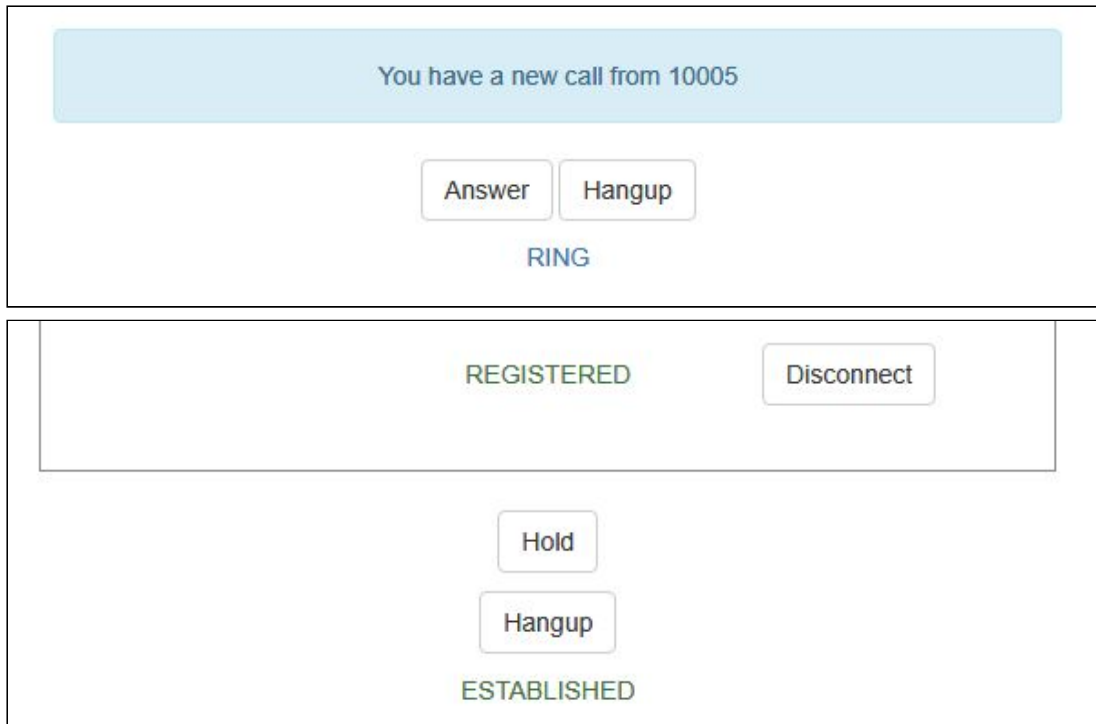 You have a new call from 10005
Answer Hangup
RING
REGISTERED Disconnect
Hold
Hangup
ESTABLISHED